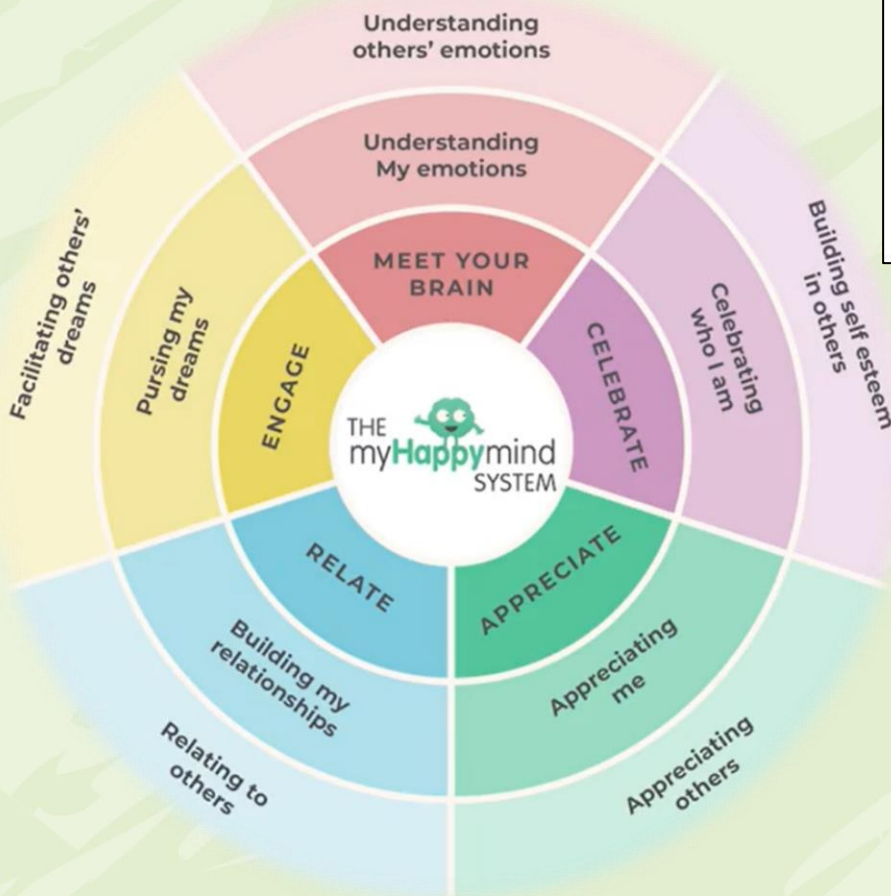 Understanding
others' emotions
Understanding
My emotions
MEET YOUR
BRAIN
Building self esteem
in others
Celebrating
who I am
CELEBRATE
Facilitating others'
dreams
Pursing my
dreams
ENGAGE
THE
myHappymind
SYSTEM
RELATE
Building my
relationships
Relating to
others
APPRECIATE
Appreciating
me
Appreciating
others